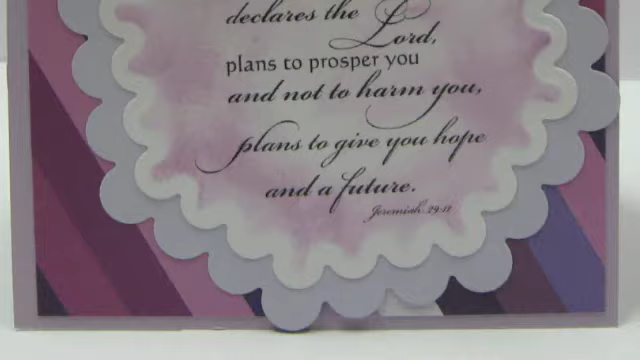 declares the
Lord,
plans to prosper you
and not to harm you,
plans to give you hope
and a future.
Jeremiah 29:11